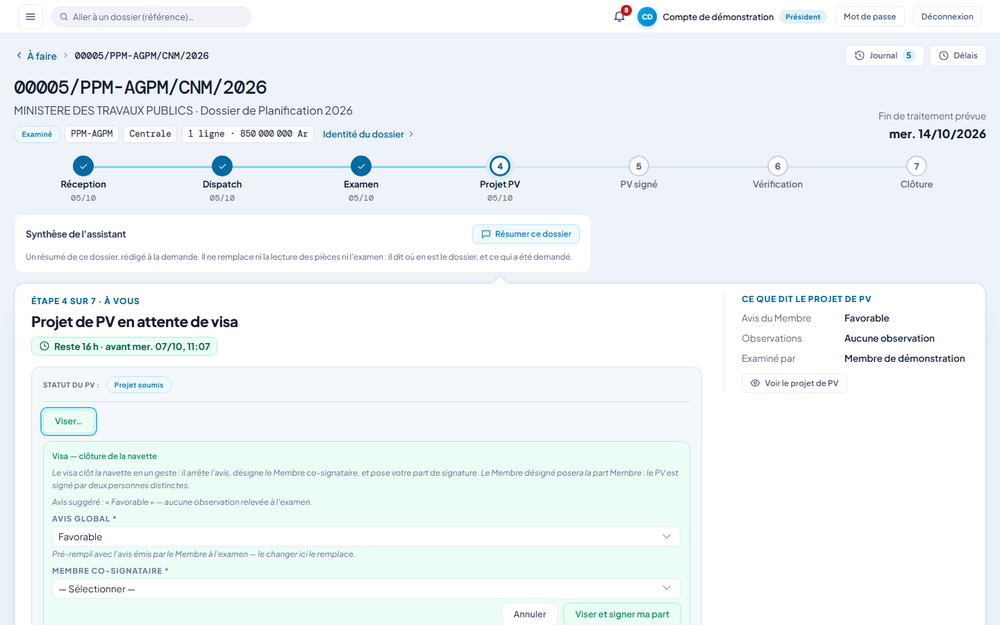 Aller à un dossier (référence)...
8
CD
Compte de démonstration
Président
Mot de passe
Déconnexion
À faire
00005/PPM-AGPM/CNM/2026
Journal 5
Délais
00005/PPM-AGPM/CNM/2026
MINISTERE DES TRAVAUX PUBLICS · Dossier de Planification 2026
Fin de traitement prévue
mer. 14/10/2026
Examiné
PPM-AGPM
Centrale
1 ligne · 850 000 000 Ar
Identité du dossier
4
5
6
7
Réception
Dispatch
Examen
Projet PV
PV signé
Vérification
Clôture
05/10
05/10
05/10
05/10
Synthèse de l'assistant
Résumer ce dossier
Un résumé de ce dossier, rédigé à la demande. Il ne remplace ni la lecture des pièces ni l'examen : il dit où en est le dossier, et ce qui a été demandé.
ÉTAPE 4 SUR 7 · À VOUS
Projet de PV en attente de visa
Reste 16 h · avant mer. 07/10, 11:07
STATUT DU PV :
Projet soumis
Viser...
Visa — clôture de la navette
Le visa clôt la navette en un geste : il arrête l'avis, désigne le Membre co-signataire, et pose votre part de signature. Le Membre désigné posera la part Membre : le PV est
signé par deux personnes distinctes.
Avis suggéré : « Favorable » — aucune observation relevée à l'examen.
AVIS GLOBAL *
Favorable
Pré-rempli avec l'avis émis par le Membre à l'examen — le changer ici le remplace.
MEMBRE CO-SIGNATAIRE *
— Sélectionner —
Annuler
Viser et signer ma part
CE QUE DIT LE PROJET DE PV
Avis du Membre
Favorable
Observations
Aucune observation
Examiné par
Membre de démonstration
Voir le projet de PV